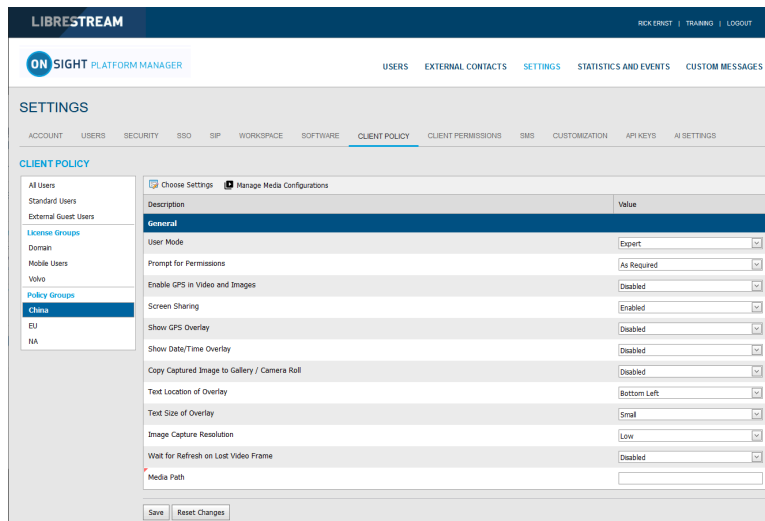 LIBRESTREAM
RICK ERNST | TRAINING | LOGOUT
ON SIGHT PLATFORM MANAGER
USERS EXTERNAL CONTACTS SETTINGS STATISTICS AND EVENTS CUSTOM MESSAGES
SETTINGS
ACCOUNT USERS SECURITY SSO SIP WORKSPACE SOFTWARE CLIENT POLICY CLIENT PERMISSIONS SMS CUSTOMIZATION API KEYS AI SETTINGS
CLIENT POLICY
All Users
Standard Users
External Guest Users
License Groups
Domain
Mobile Users
Volvo
Policy Groups
China
EU
NA
Choose Settings Manage Media Configurations
Description Value
General
User Mode Expert
Prompt for Permissions As Required
Enable GPS in Video and Images Disabled
Screen Sharing Enabled
Show GPS Overlay Disabled
Show Date/Time Overlay Disabled
Copy Captured Image to Gallery / Camera Roll Disabled
Text Location of Overlay Bottom Left
Text Size of Overlay Small
Image Capture Resolution Low
Wait for Refresh on Lost Video Frame Disabled
Media Path
Save Reset Changes